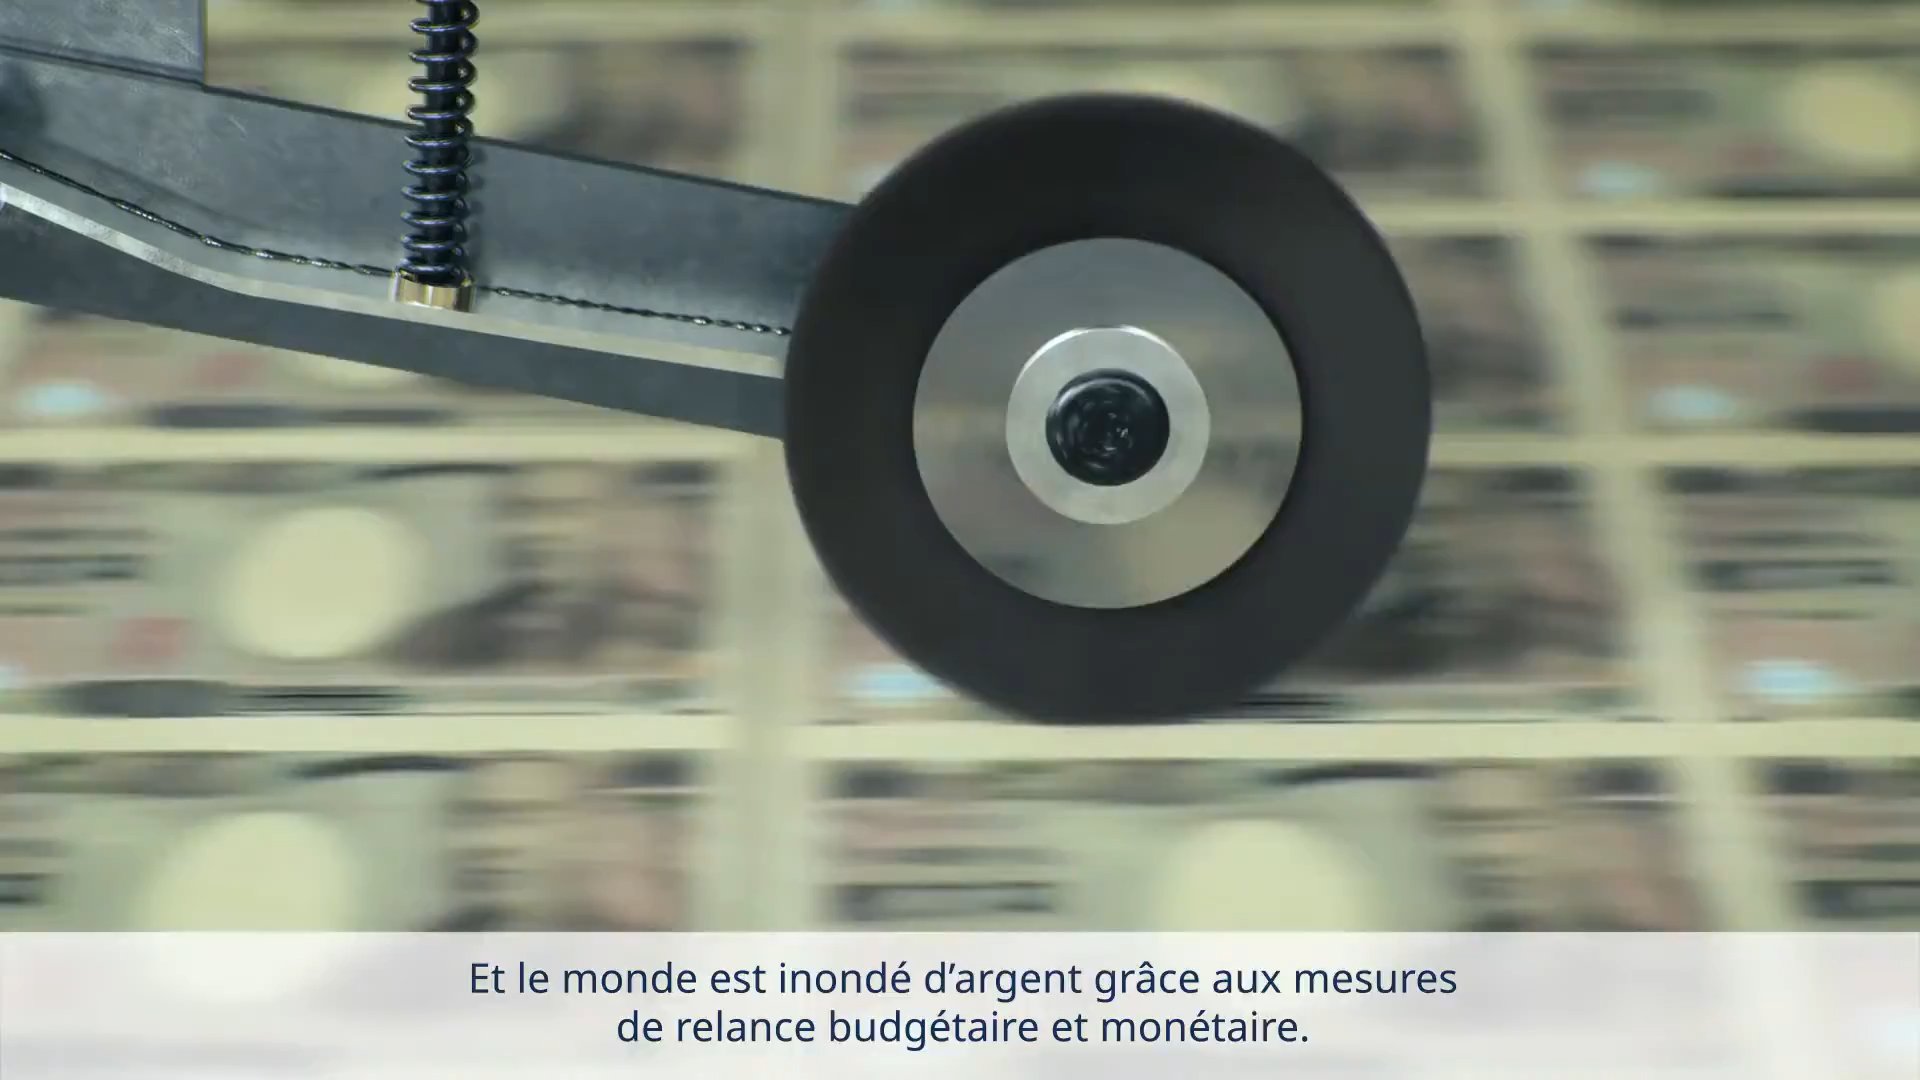 Et le monde est inondé d’argent grâce aux mesures
de relance budgétaire et monétaire.